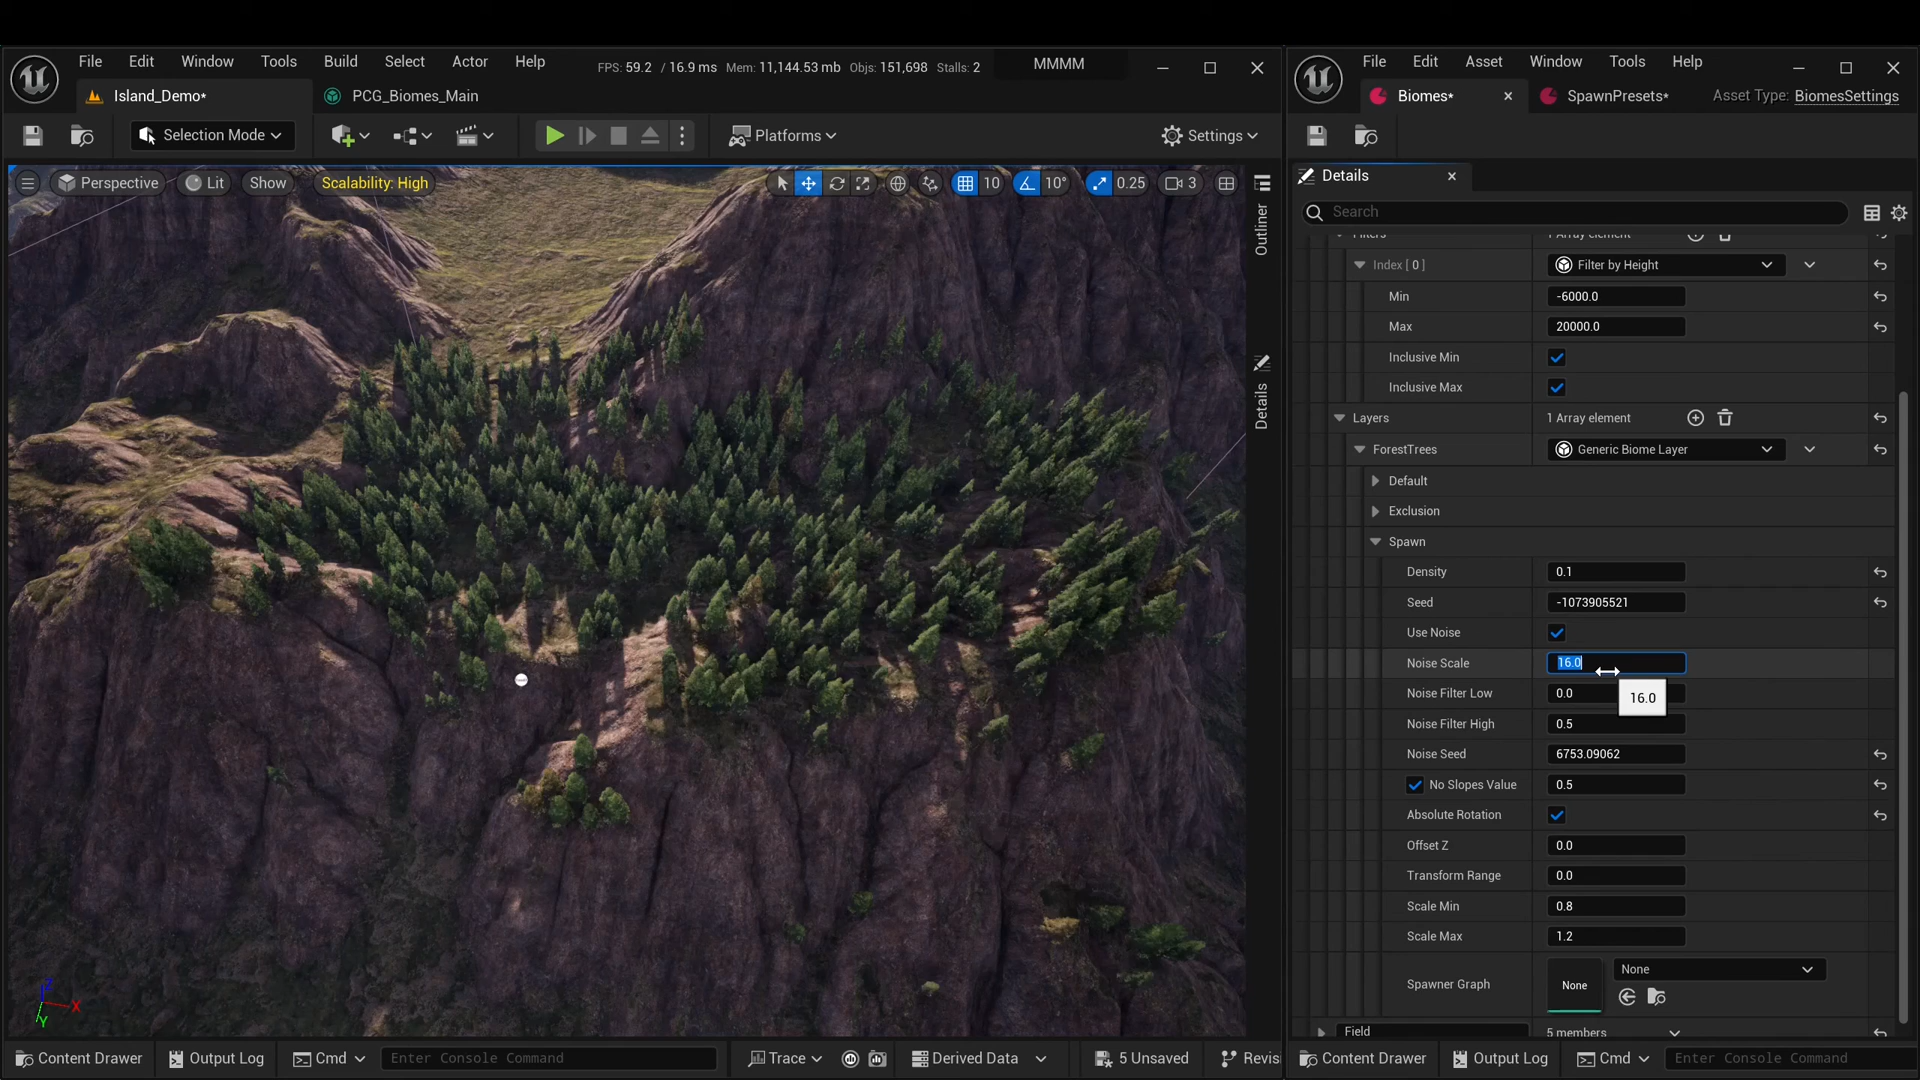 File Edit Window Tools Build Select Actor Help
FPS: 59.2 / 16.9 ms Mem: 11,144.53 mb Objs: 151,698 Stalls: 2
MMMM
Island_Demo*
PCG_Biomes_Main
Selection Mode
Platforms
Settings
Perspective
Lit
Show
Scalability: High
10
10°
0.25
3
Outliner
Details
Z
X
Y
Content Drawer
Output Log
Cmd
Enter Console Command
Trace
Derived Data
5 Unsaved
Revisi
File Edit Asset Window Tools Help
Biomes*
SpawnPresets*
Asset Type: BiomesSettings
Details
Search
Filters 1 Array element
Index [ 0 ] Filter by Height
Min -6000.0
Max 20000.0
Inclusive Min
Inclusive Max
Layers 1 Array element
ForestTrees Generic Biome Layer
Default
Exclusion
Spawn
Density 0.1
Seed -1073905521
Use Noise
Noise Scale 16.0
Noise Filter Low 0.0
16.0
Noise Filter High 0.5
Noise Seed 6753.09062
No Slopes Value 0.5
Absolute Rotation
Offset Z 0.0
Transform Range 0.0
Scale Min 0.8
Scale Max 1.2
Spawner Graph None None
Field 5 members
Content Drawer
Output Log
Cmd
Enter Console Command